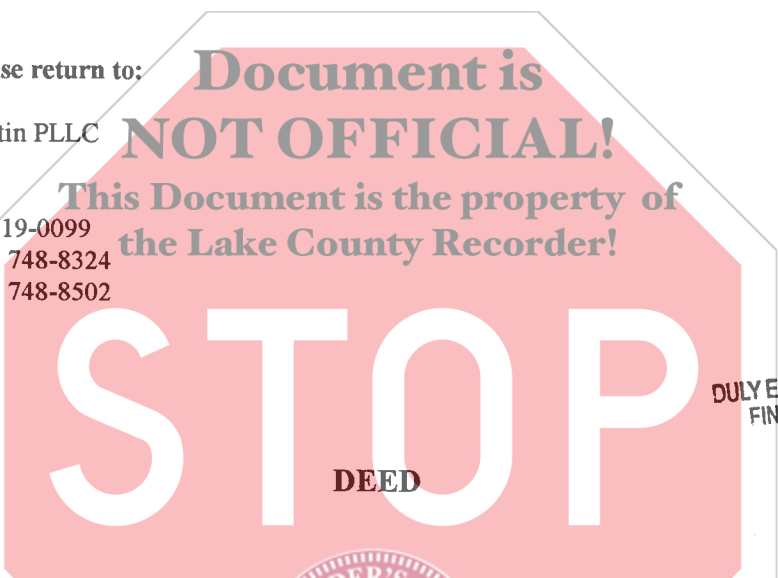 se return to:
Document is
tin PLLC
NOT OFFICIAL!
This Document is the property of
19-0099
the Lake County Recorder!
748-8324
748-8502
STOP
DULY E
FIN
DEED
DER'S